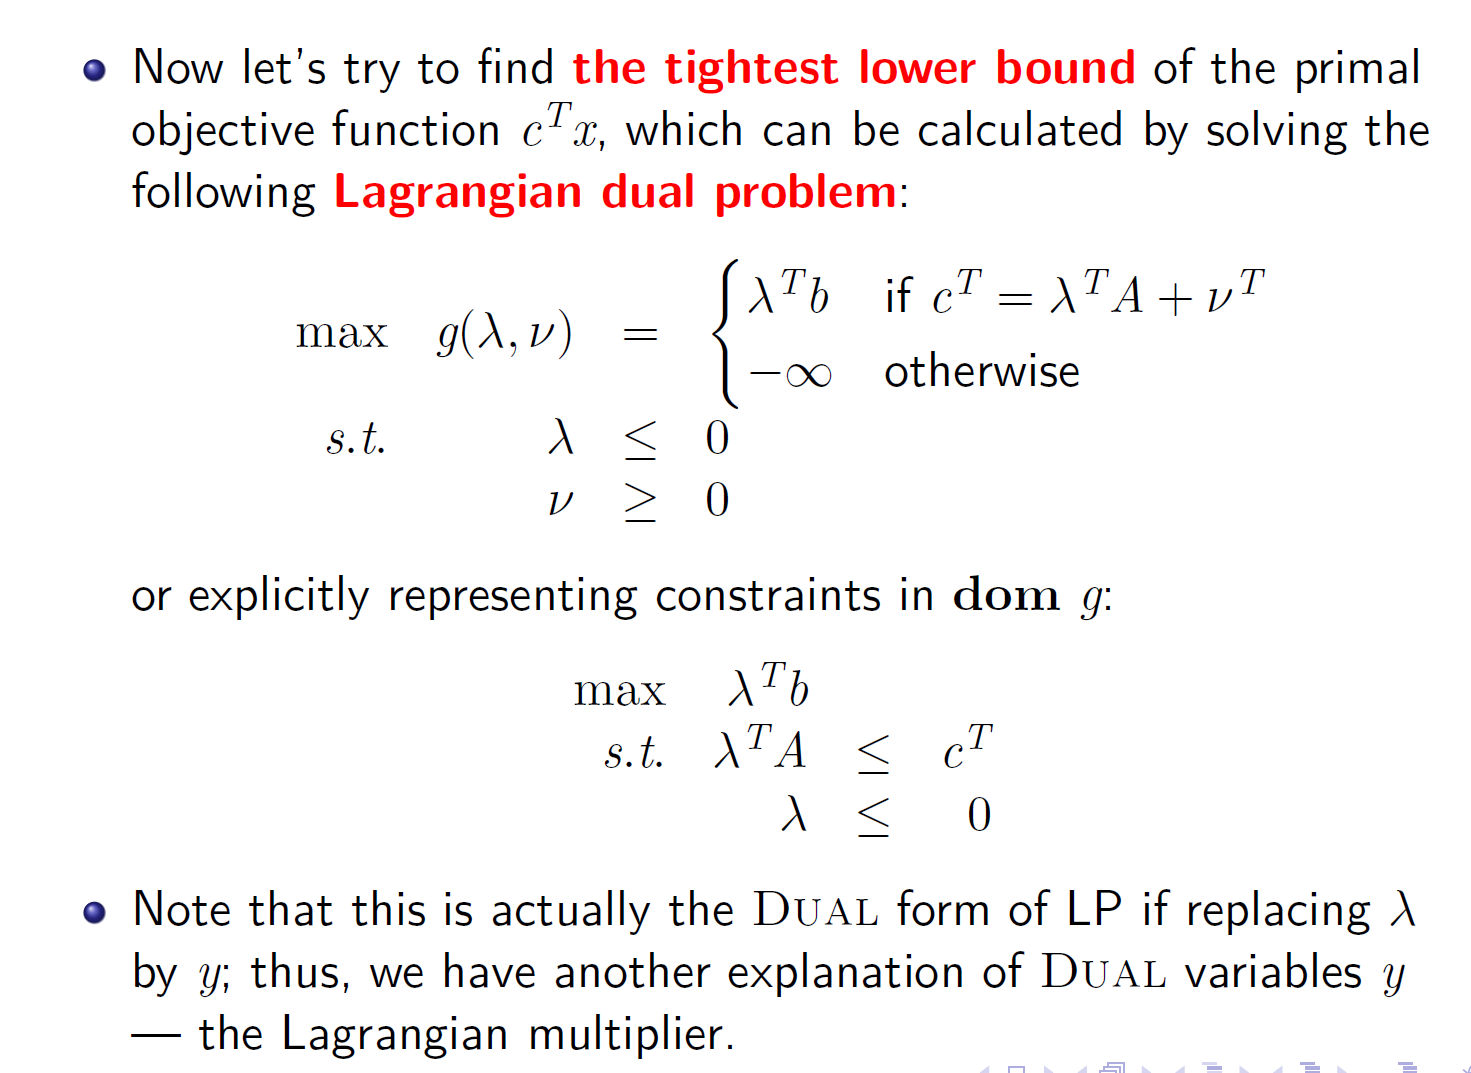 • Now let's try to find the tightest lower bound of the primal
objective function $c^T x$, which can be calculated by solving the
following Lagrangian dual problem:
$\max \quad g(\lambda, \nu) \quad = \quad \begin{cases} \lambda^T b & \text{if } c^T = \lambda^T A + \nu^T \\ -\infty & \text{otherwise} \end{cases}$
$s.t. \quad \lambda \leq 0$
$\nu \geq 0$
or explicitly representing constraints in dom $g$:
$\max \quad \lambda^T b$
$s.t. \quad \lambda^T A \leq c^T$
$\lambda \leq 0$
• Note that this is actually the DUAL form of LP if replacing $\lambda$
by $y$; thus, we have another explanation of DUAL variables $y$
— the Lagrangian multiplier.